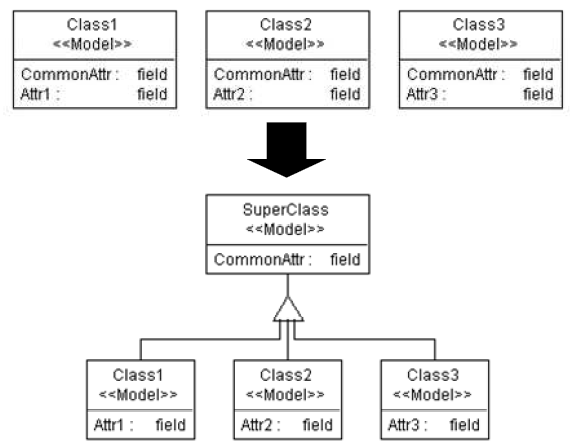 Class1
<<Model>>
CommonAttr : field
Attr1 : field
Class2
<<Model>>
CommonAttr : field
Attr2 : field
Class3
<<Model>>
CommonAttr : field
Attr3 : field
SuperClass
<<Model>>
CommonAttr : field
Class1
<<Model>>
Attr1 : field
Class2
<<Model>>
Attr2 : field
Class3
<<Model>>
Attr3 : field